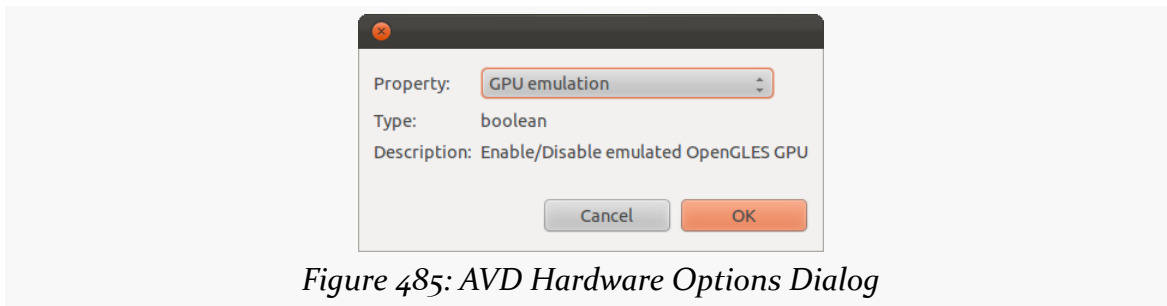 Property: GPU emulation
Type: boolean
Description: Enable/Disable emulated OpenGLES GPU
Cancel OK
Figure 485: AVD Hardware Options Dialog